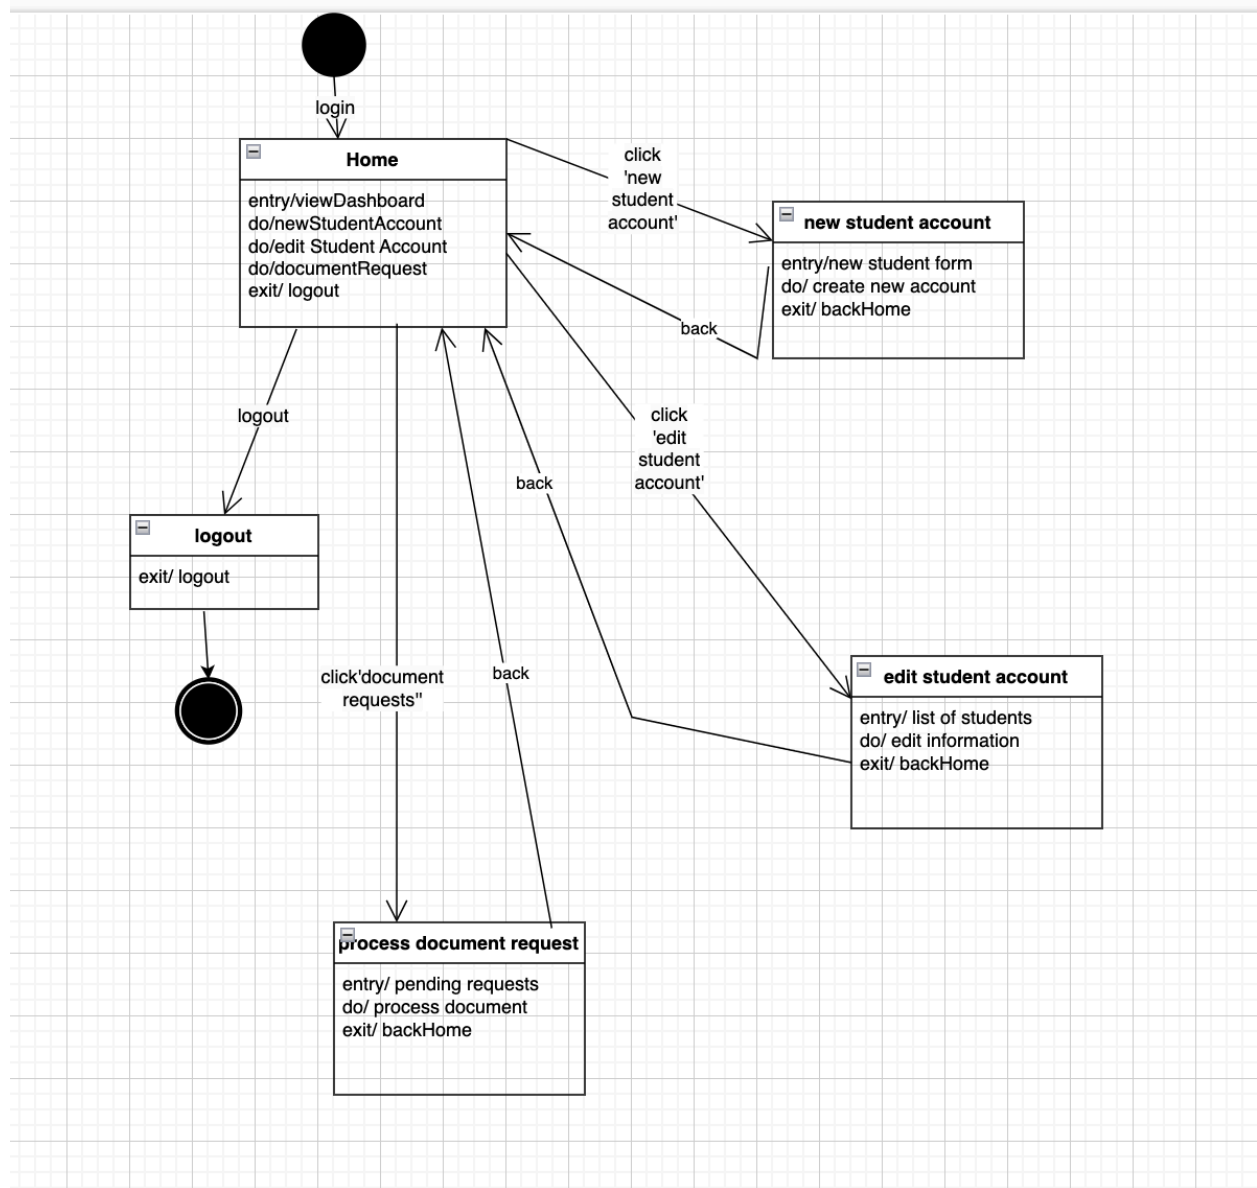 login
Home
entry/viewDashboard
do/newStudentAccount
do/edit Student Account
do/documentRequest
exit/ logout
click
'new
student
account'
new student account
entry/new student form
do/ create new account
exit/ backHome
back
logout
click
'edit
student
account'
back
logout
exit/ logout
click'document
requests"
back
edit student account
entry/ list of students
do/ edit information
exit/ backHome
process document request
entry/ pending requests
do/ process document
exit/ backHome